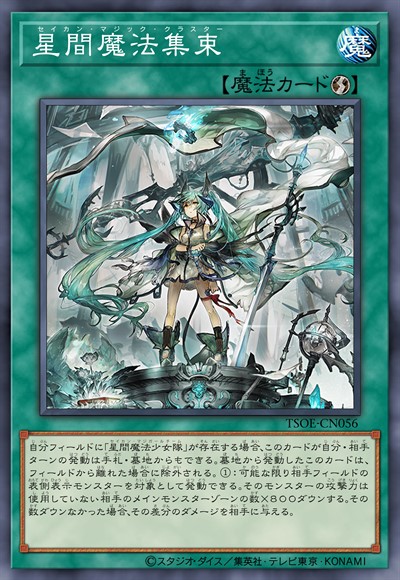 セイカン・マジック・クラスター
星間魔法集束
魔
【魔法カード】
まほう
TSOE-CN056
自分フィールドに「星間魔法少女隊」が存在する場合、このカードが自分・相手
ターンの発動は手札・墓地からもできる。墓地から発動したこのカードは、
フィールドから離れた場合に除外される。①：可能な限り相手フィールドの
表側表示モンスターを対象として発動できる。そのモンスターの攻撃力は
使用していない相手のメインモンスターゾーンの数×800ダウンする。その
数ダウンなかった場合、その差分のダメージを相手に与える。
©スタジオ・ダイス／集英社・テレビ東京・KONAMI